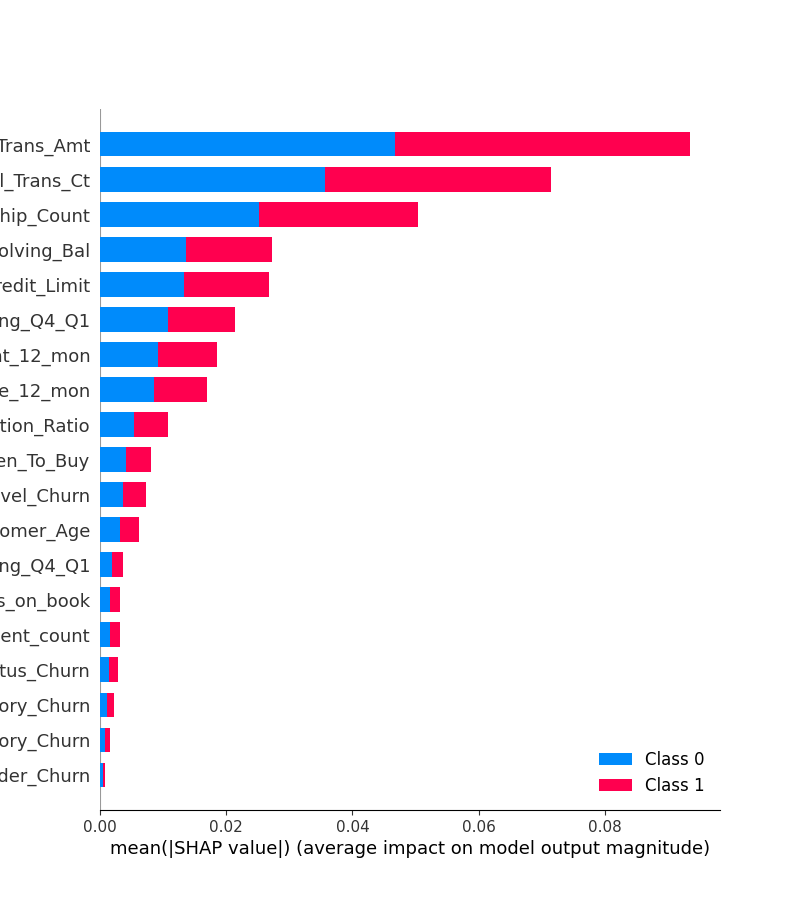 Trans_Amt
l_Trans_Ct
hip_Count
olving_Bal
redit_Limit
ng_Q4_Q1
nt_12_mon
e_12_mon
tion_Ratio
en_To_Buy
vel_Churn
omer_Age
ng_Q4_Q1
s_on_book
ent_count
tus_Churn
ory_Churn
ory_Churn
der_Churn
Class 0
Class 1
0.00 0.02 0.04 0.06 0.08
mean(|SHAP value|) (average impact on model output magnitude)